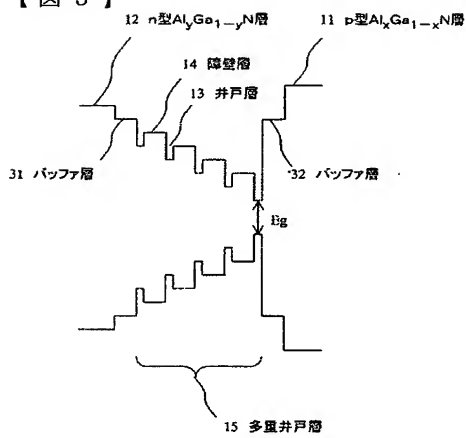 【図3】
12 n型AlyGa1-yN層
11 p型AlxGa1-xN層
14 障壁層
13 井戸層
31 バッファ層
32 バッファ層
Eg
15 多重井戸層